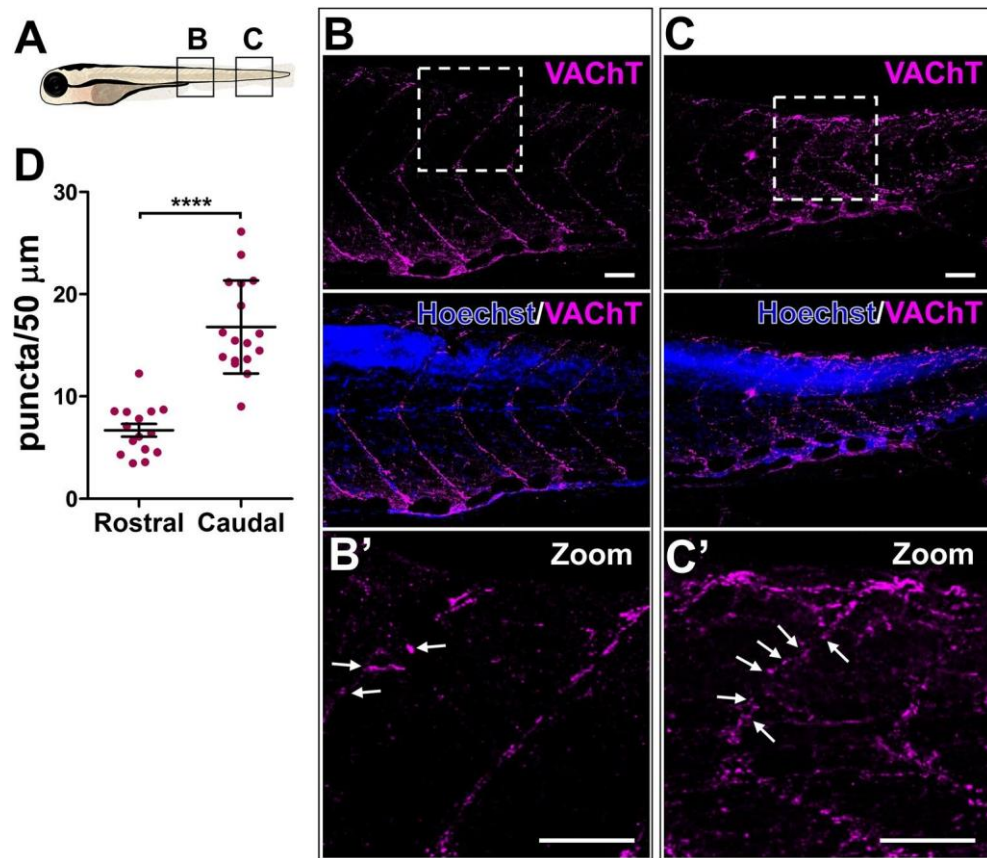 A
B
C
D
puncta/50 μm
30
20
10
0
****
Rostral
Caudal
B
VAChT
Hoechst/VAChT
B’
Zoom
C
VAChT
Hoechst/VAChT
C’
Zoom